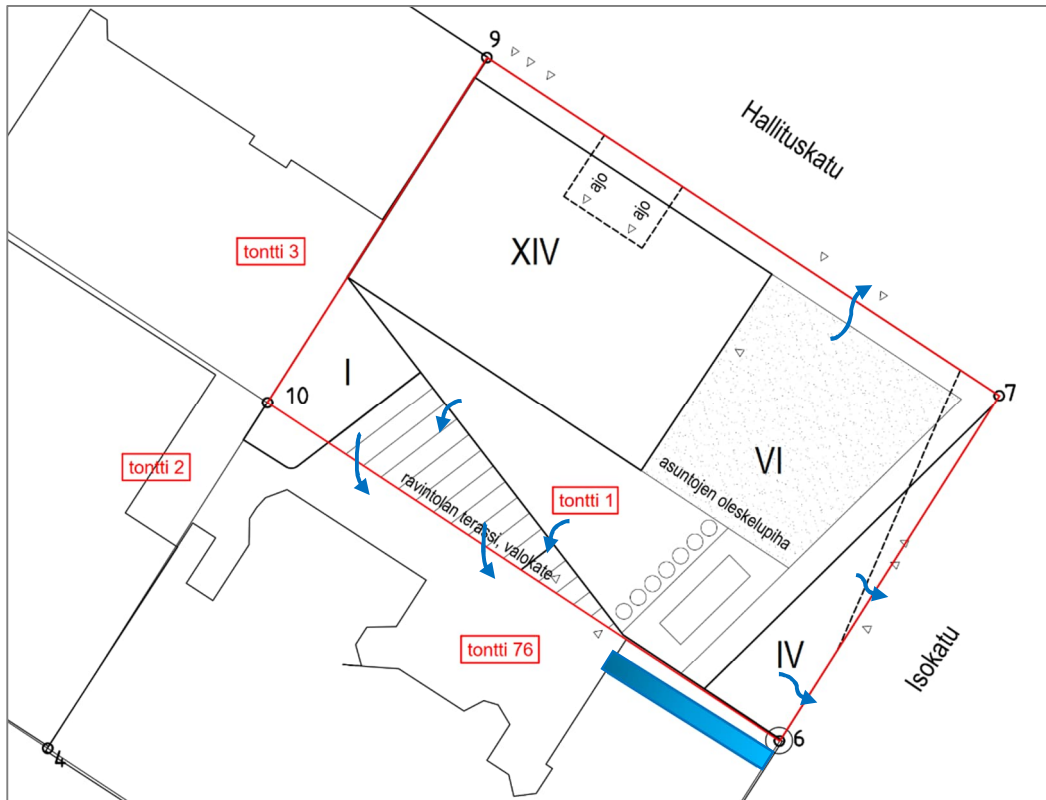 9
Hallituskatu
ajo
ajo
tontti 3
XIV
I
10
7
tontti 2
VI
asuntojen oleskelupiha
tontti 1
ravintolan terassi, valokate
tontti 76
IV
Isokatu
6
4